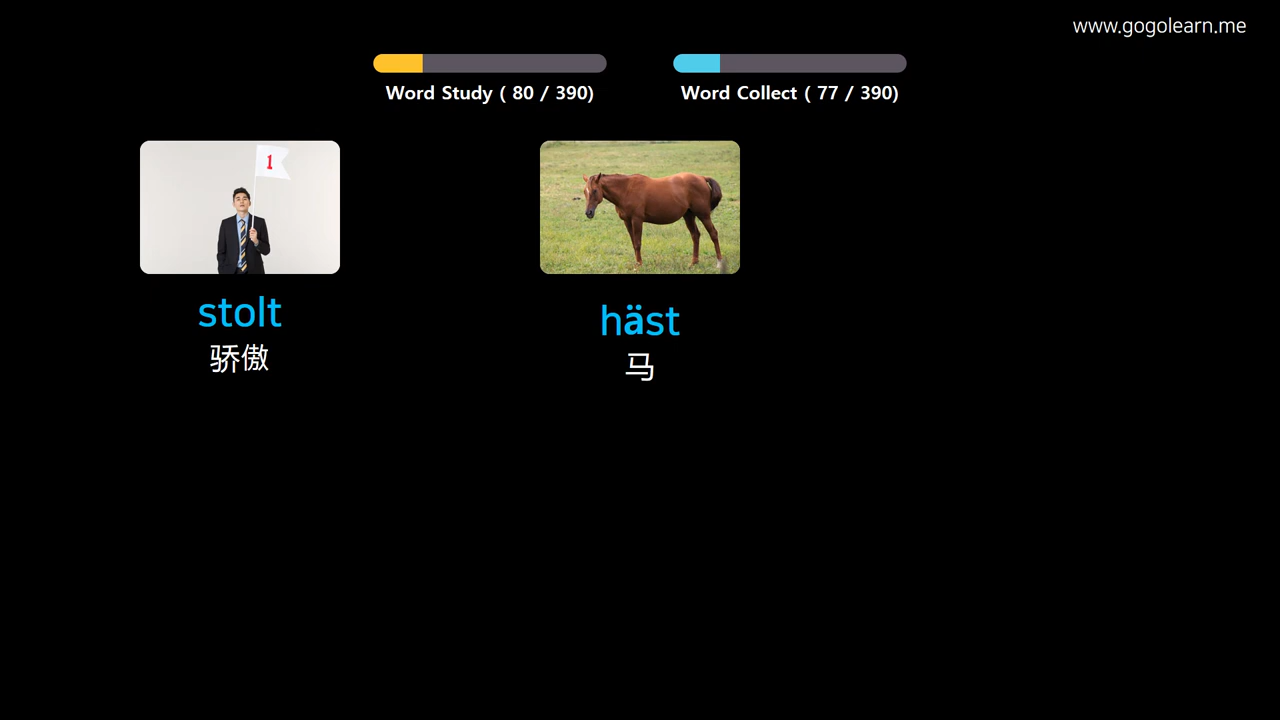 www.gogolearn.me
Word Study ( 80 / 390)
Word Collect ( 77 / 390)
1
stolt
骄傲
häst
马